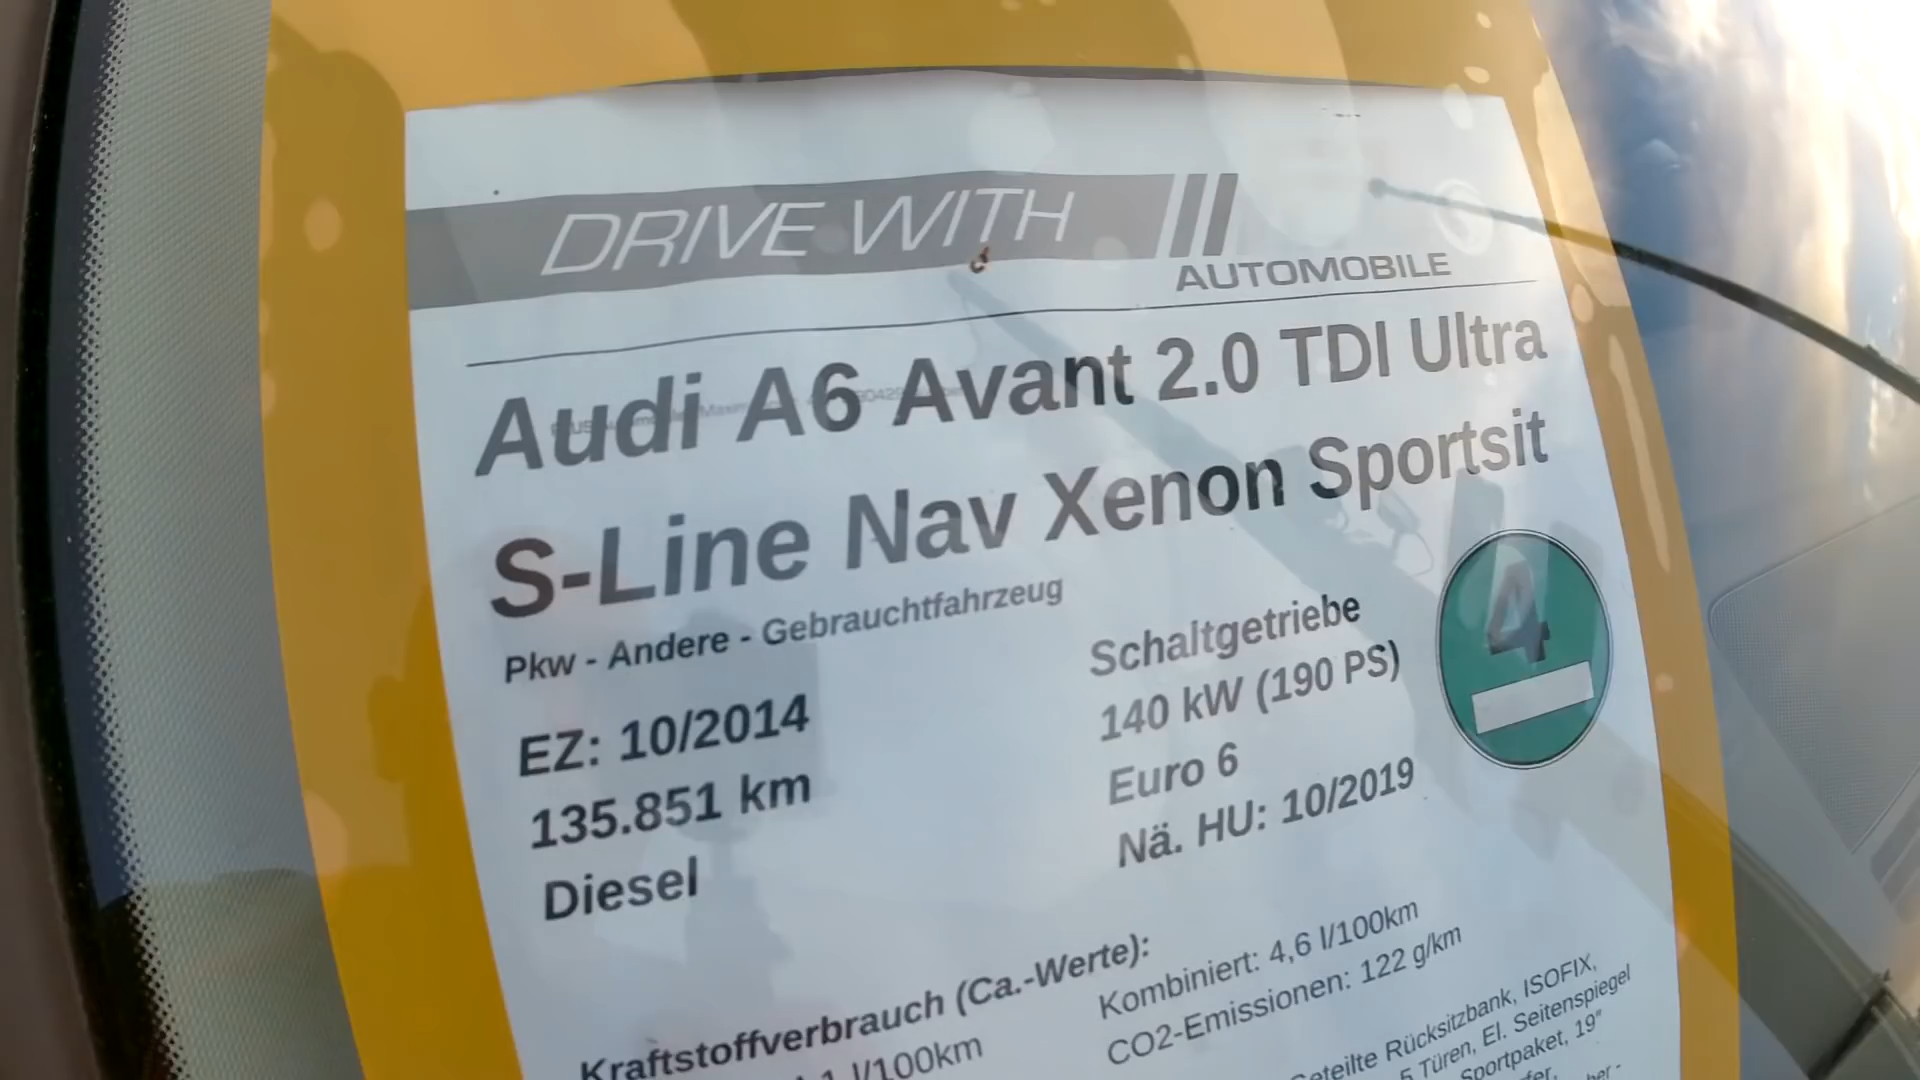 DRIVE WITH
AUTOMOBILE
Audi A6 Avant 2.0 TDI Ultra
S-Line Nav Xenon Sportsit
Pkw - Andere - Gebrauchtfahrzeug
EZ: 10/2014
135.851 km
Diesel
Schaltgetriebe
140 kW (190 PS)
Euro 6
Nä. HU: 10/2019
4
Kraftstoffverbrauch (Ca.-Werte):
l/100km
Kombiniert: 4,6 l/100km
CO2-Emissionen: 122 g/km
Rücksitzbank, ISOFIX,
5 Türen, El. Seitenspiegel
Sportpaket, 19"